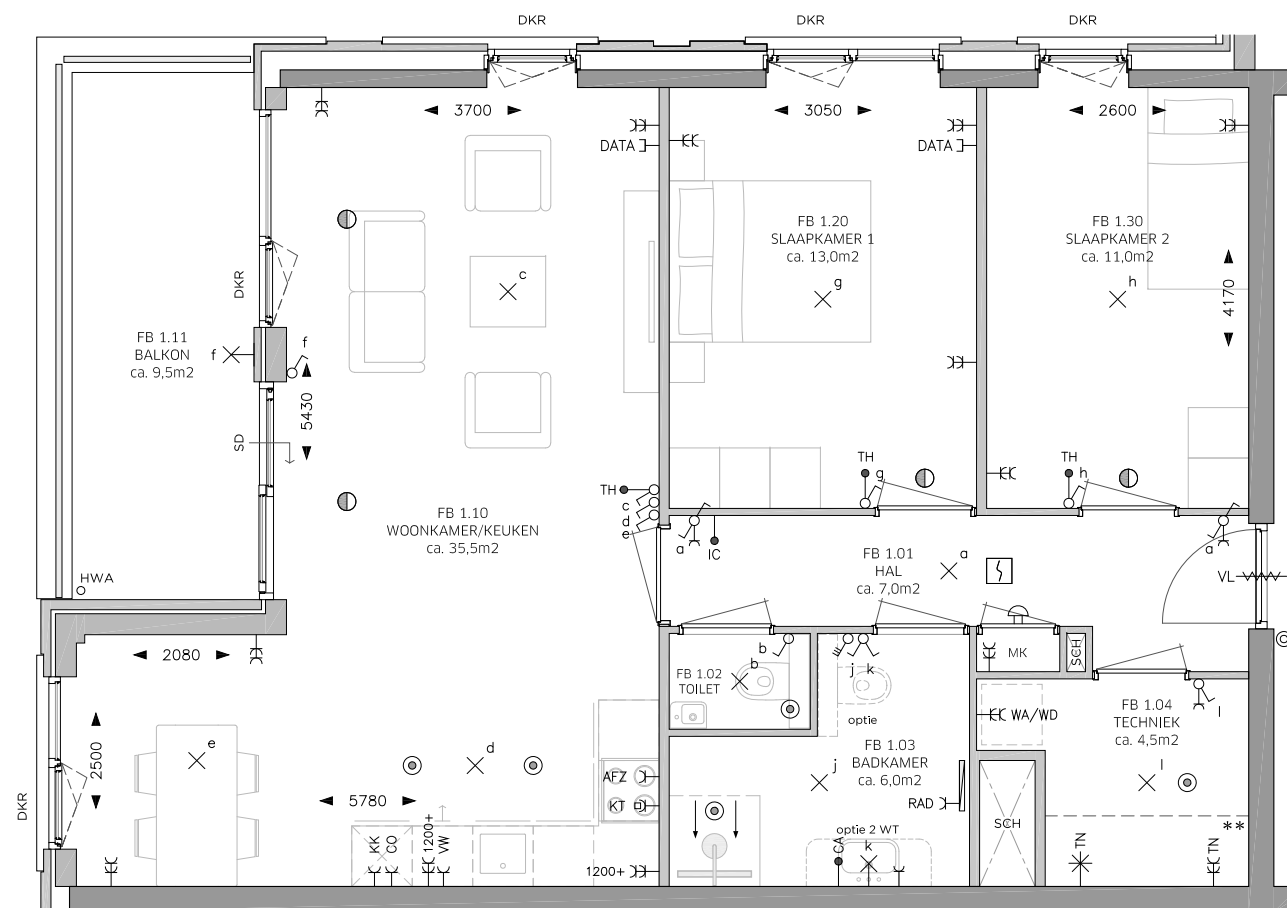 DKR
DKR
DKR
3700
3050
2600
DATA
DATA
FB 1.20
SLAAPKAMER 1
ca. 13,0m2
g
FB 1.30
SLAAPKAMER 2
ca. 11,0m2
h
4170
c
DKR
FB 1.11
BALKON
ca. 9,5m2
f
f
5430
SD
TH
c
d
e
FB 1.10
WOONKAMER/KEUKEN
ca. 35,5m2
TH
g
TH
h
a
IC
FB 1.01
HAL
ca. 7,0m2
a
a
VL
HWA
2080
b
FB 1.02
TOILET
b
j
k
MK
SCH
optie
WA/WD
FB 1.04
TECHNIEK
ca. 4,5m2
l
l
FB 1.03
BADKAMER
ca. 6,0m2
j
RAD
e
d
2500
DKR
5780
AFZ
KT
KK
CO
1200+
VW
1200+
optie 2 WT
CA
k
SCH
TN
TN
**